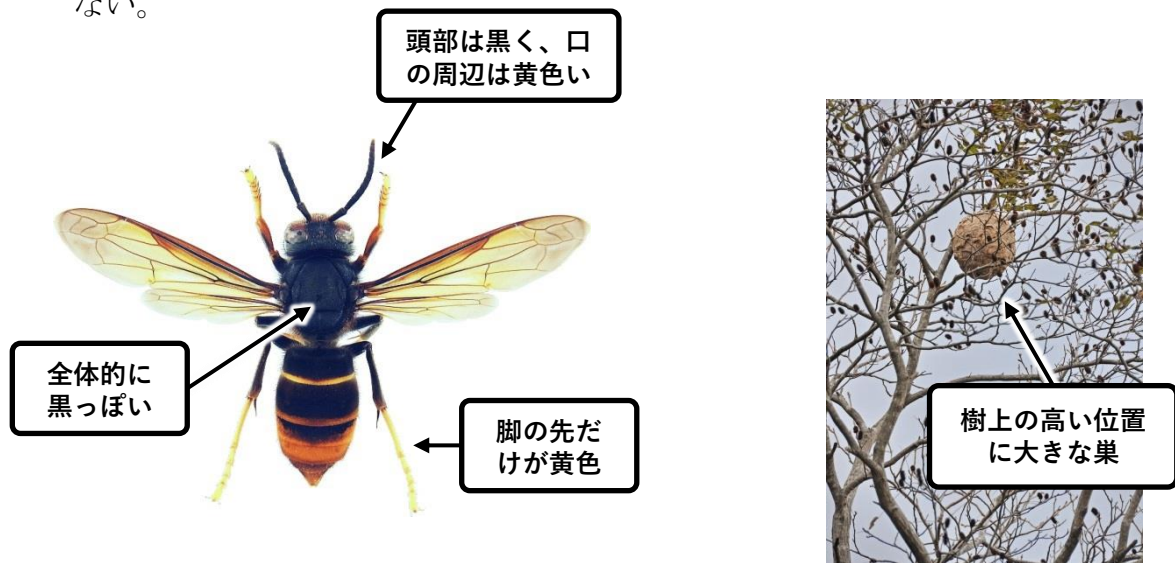 ない。
頭部は黒く、口
の周辺は黄色い
全体的に
黒っぽい
脚の先だ
けが黄色
樹上の高い位置
に大きな巣